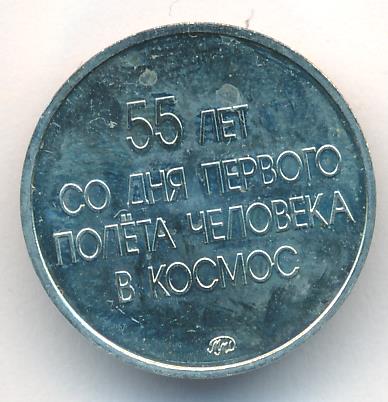 55 ЛЕТ
СО ДНЯ ПЕРВОГО
ПОЛЁТА ЧЕЛОВЕКА
В КОСМОС